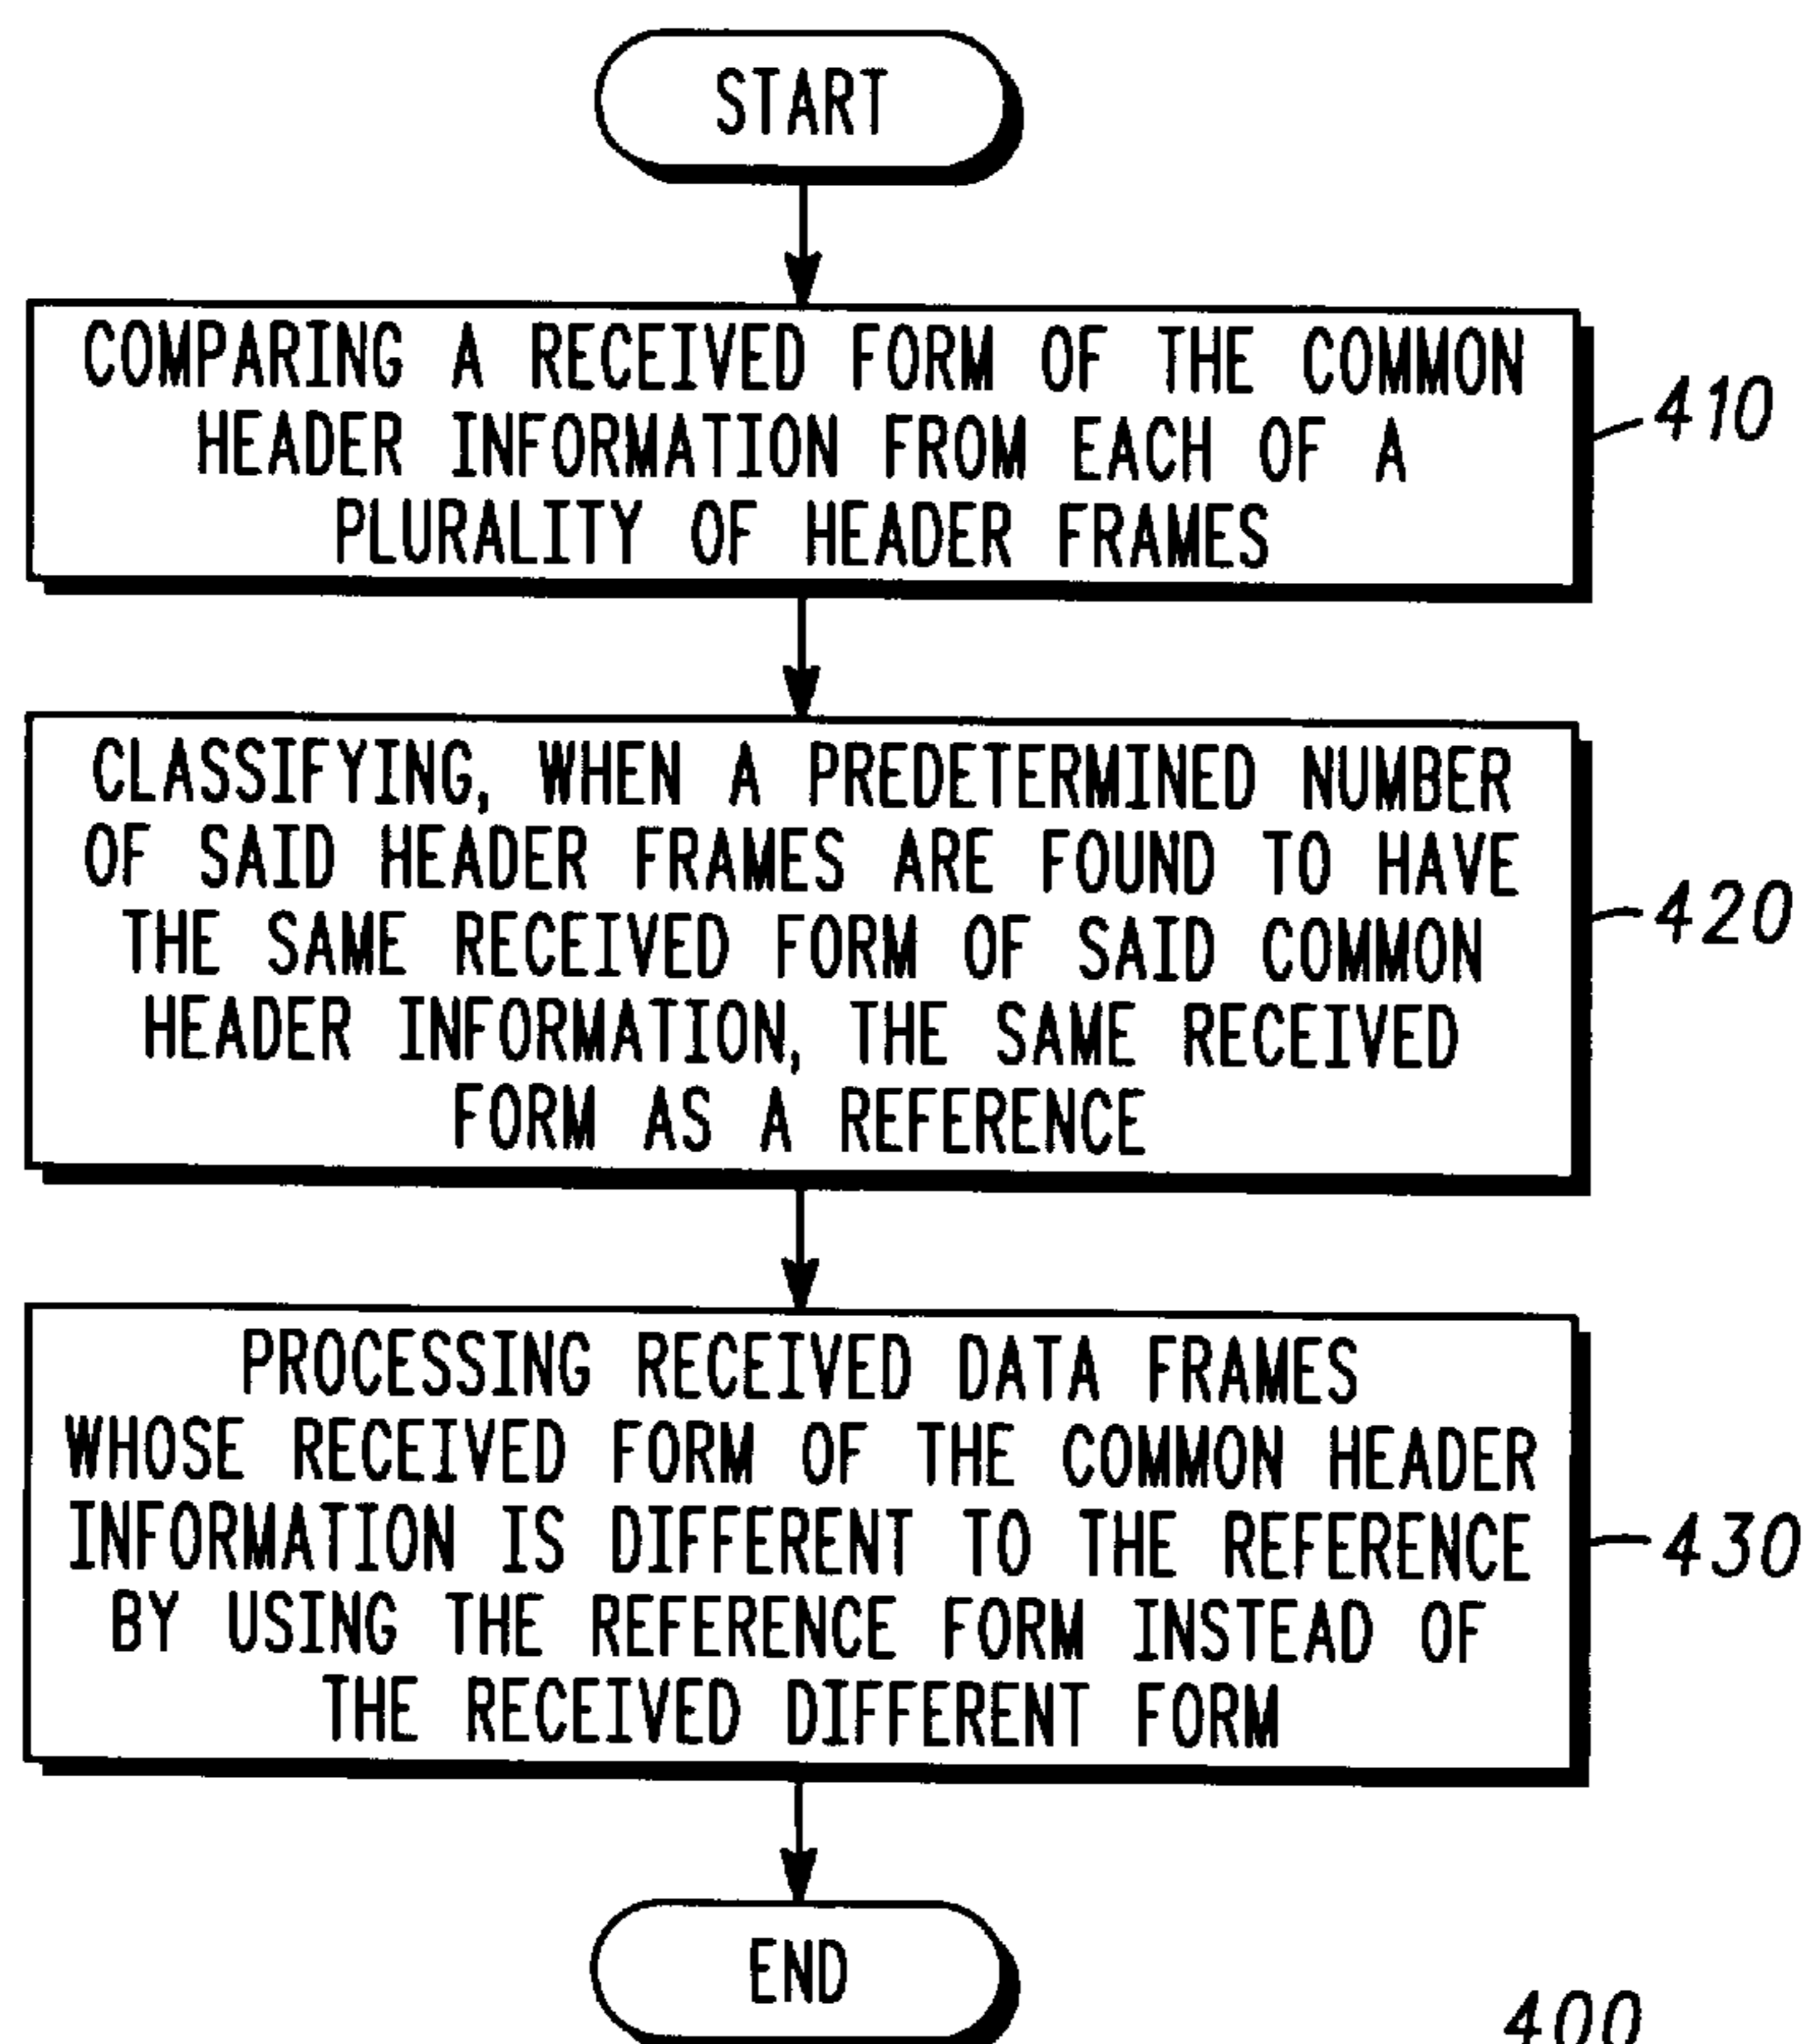 START
COMPARING A RECEIVED FORM OF THE COMMON
HEADER INFORMATION FROM EACH OF A
PLURALITY OF HEADER FRAMES
410
CLASSIFYING, WHEN A PREDETERMINED NUMBER
OF SAID HEADER FRAMES ARE FOUND TO HAVE
THE SAME RECEIVED FORM OF SAID COMMON
HEADER INFORMATION, THE SAME RECEIVED
FORM AS A REFERENCE
420
PROCESSING RECEIVED DATA FRAMES
WHOSE RECEIVED FORM OF THE COMMON HEADER
INFORMATION IS DIFFERENT TO THE REFERENCE
BY USING THE REFERENCE FORM INSTEAD OF
THE RECEIVED DIFFERENT FORM
430
END
400